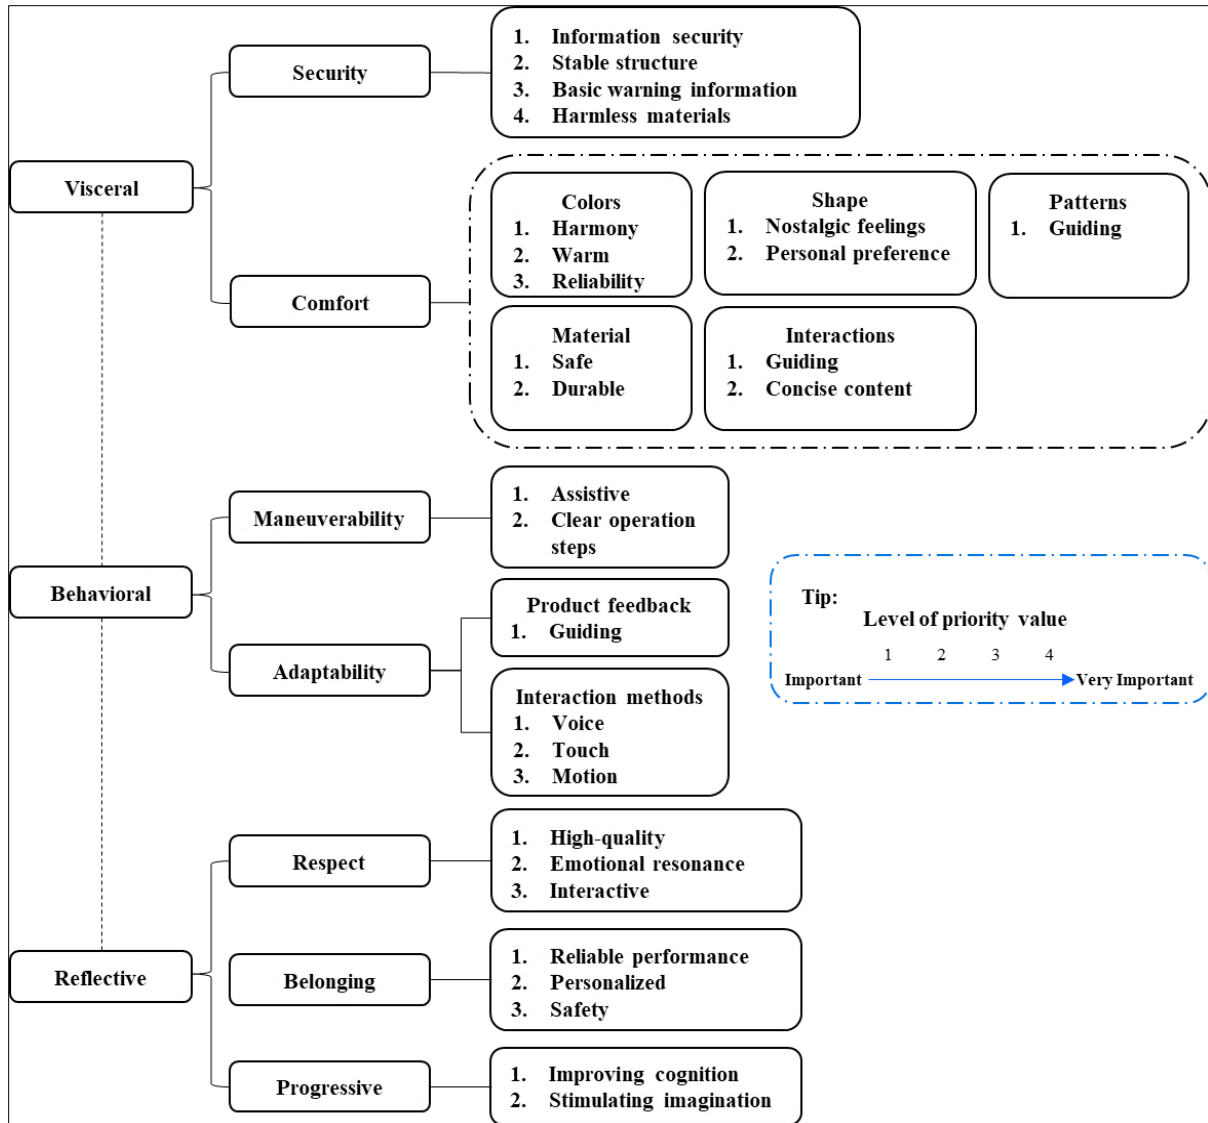 Visceral
Security
1. Information security
2. Stable structure
3. Basic warning information
4. Harmless materials
Comfort
Colors
1. Harmony
2. Warm
3. Reliability
Shape
1. Nostalgic feelings
2. Personal preference
Patterns
1. Guiding
Material
1. Safe
2. Durable
Interactions
1. Guiding
2. Concise content
Behavioral
Maneuverability
1. Assistive
2. Clear operation
steps
Adaptability
Product feedback
1. Guiding
Interaction methods
1. Voice
2. Touch
3. Motion
Tip:
Level of priority value
1 2 3 4
Important Very Important
Reflective
Respect
1. High-quality
2. Emotional resonance
3. Interactive
Belonging
1. Reliable performance
2. Personalized
3. Safety
Progressive
1. Improving cognition
2. Stimulating imagination